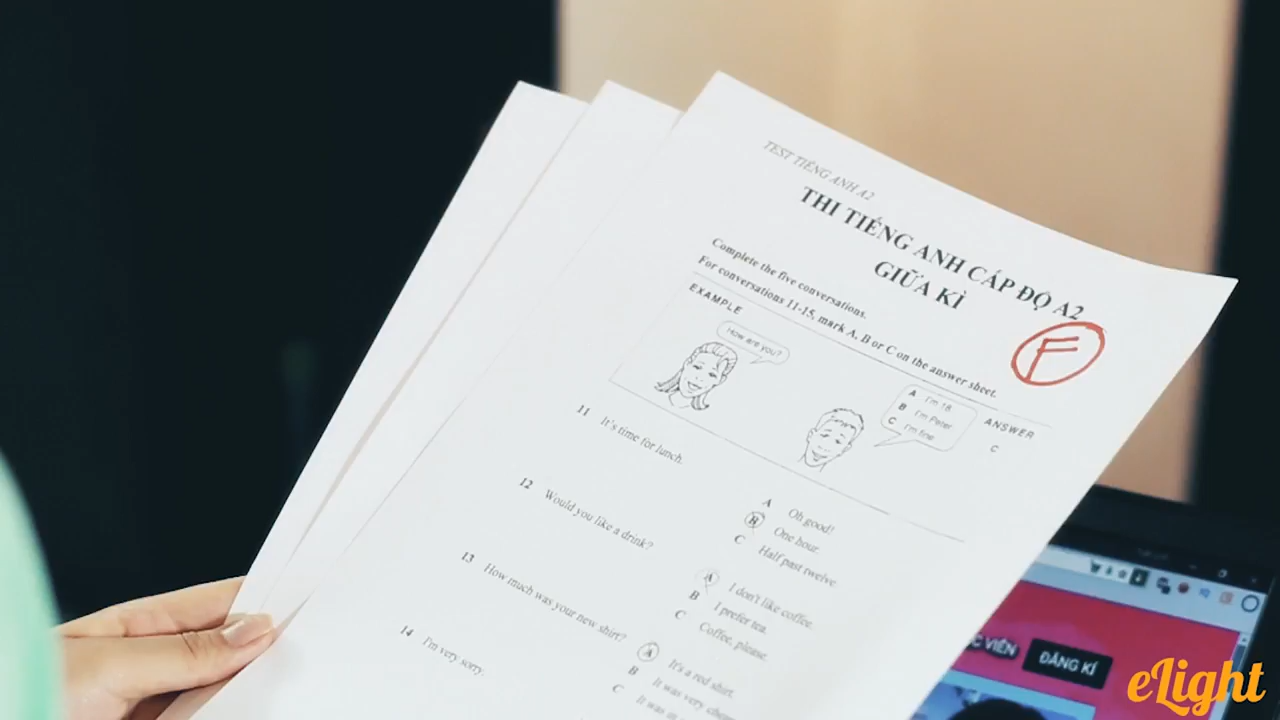 TEST TIẾNG ANH A2
THI TIẾNG ANH CẤP ĐỘ A2
GIỮA KÌ
F
Complete the five conversations.
For conversations 11-15, mark A, B or C on the answer sheet.
EXAMPLE
How are you?
A I'm 18.
B I'm Peter.
C I'm fine.
ANSWER
C
11 It's time for lunch.
A Oh good!
B One hour.
C Half past twelve.
12 Would you like a drink?
A I don't like coffee.
B I prefer tea.
C Coffee, please.
13 How much was your new shirt?
A It's a red shirt.
B It was very
C It was in
14 I'm very sorry.
VIÊN
ĐĂNG KÍ
eLight